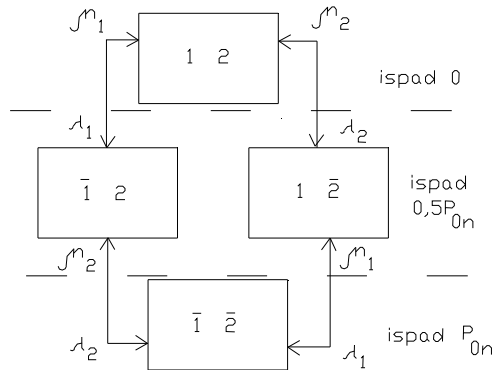 μ1 μ2
1 2
ispad 0
λ1 λ2
1̄ 2
1 2̄
ispad
0,5P0n
μ2 μ1
1̄ 2̄
ispad P0n
λ2 λ1